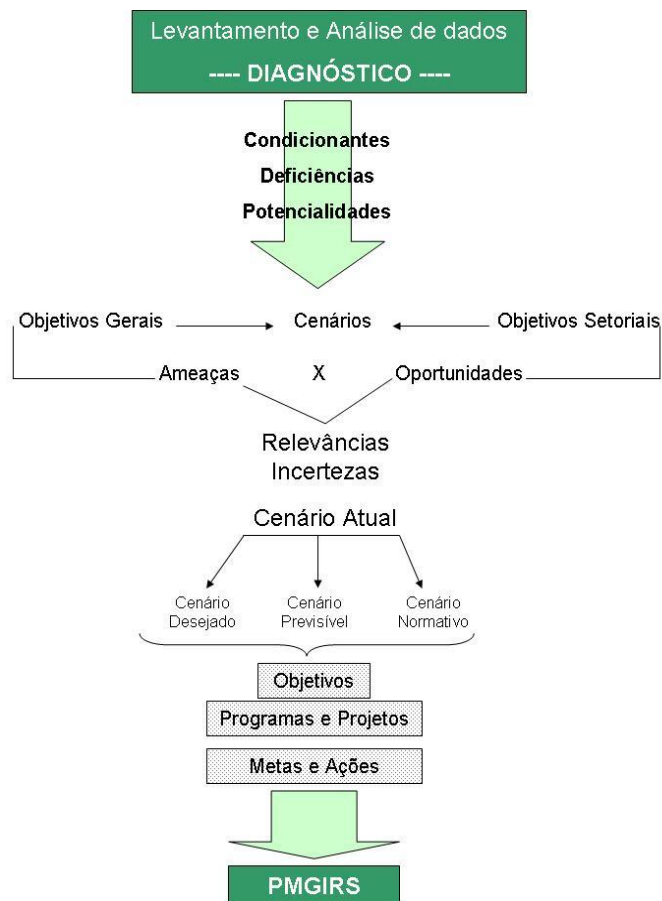 Levantamento e Análise de dados
---- DIAGNÓSTICO ----
Condicionantes
Deficiências
Potencialidades
Objetivos Gerais
Cenários
Objetivos Setoriais
Ameaças
X
Oportunidades
Relevâncias
Incertezas
Cenário Atual
Cenário
Desejado
Cenário
Previsível
Cenário
Normativo
Objetivos
Programas e Projetos
Metas e Ações
PMGIRS